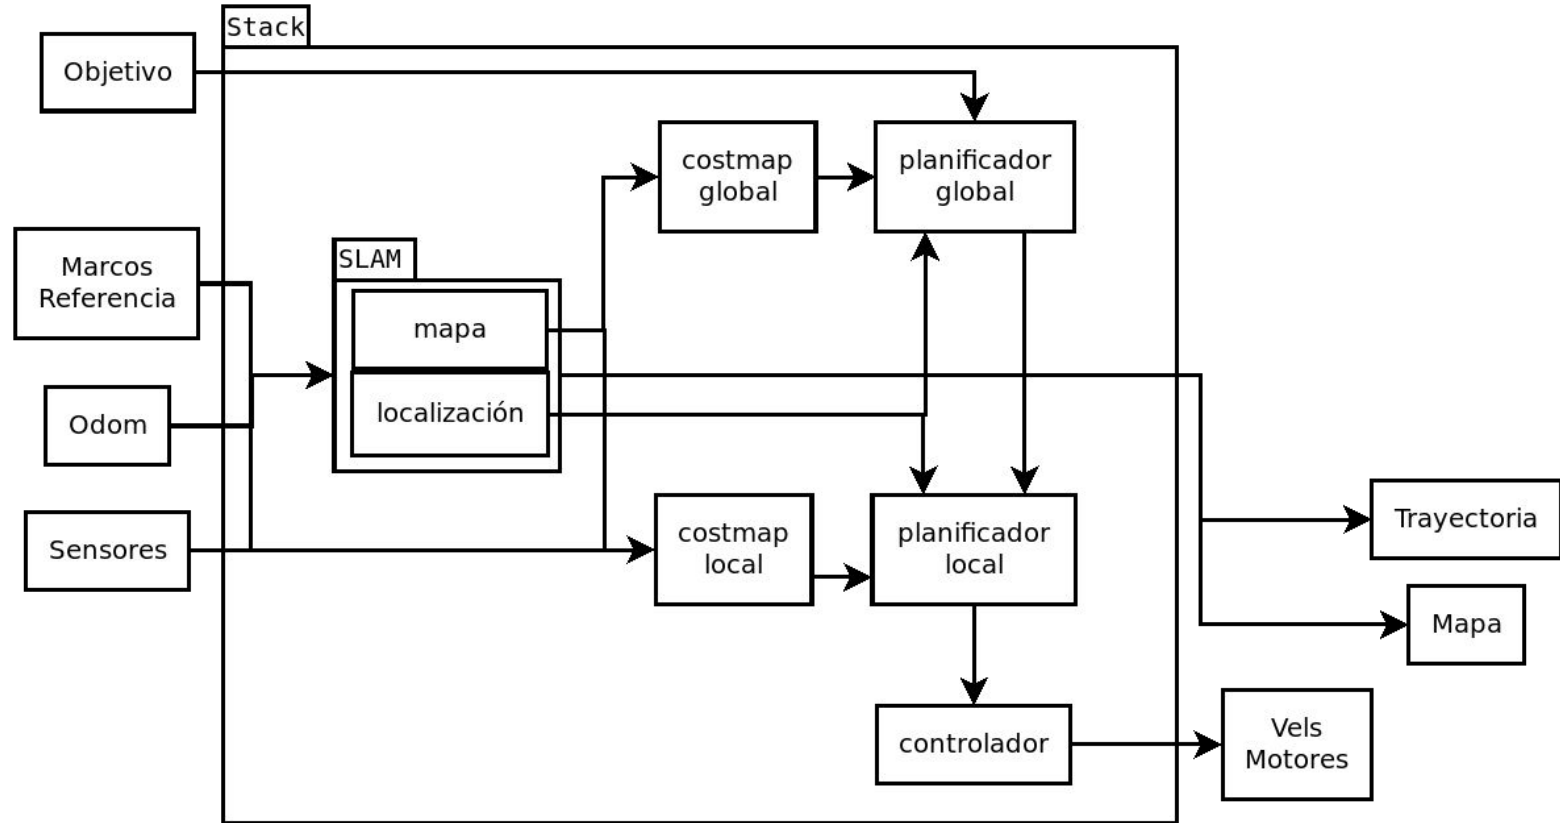 Stack
Objetivo
costmap
global
planificador
global
Marcos
Referencia
SLAM
mapa
localización
Odom
Sensores
costmap
local
planificador
local
Trayectoria
Mapa
controlador
Vels
Motores